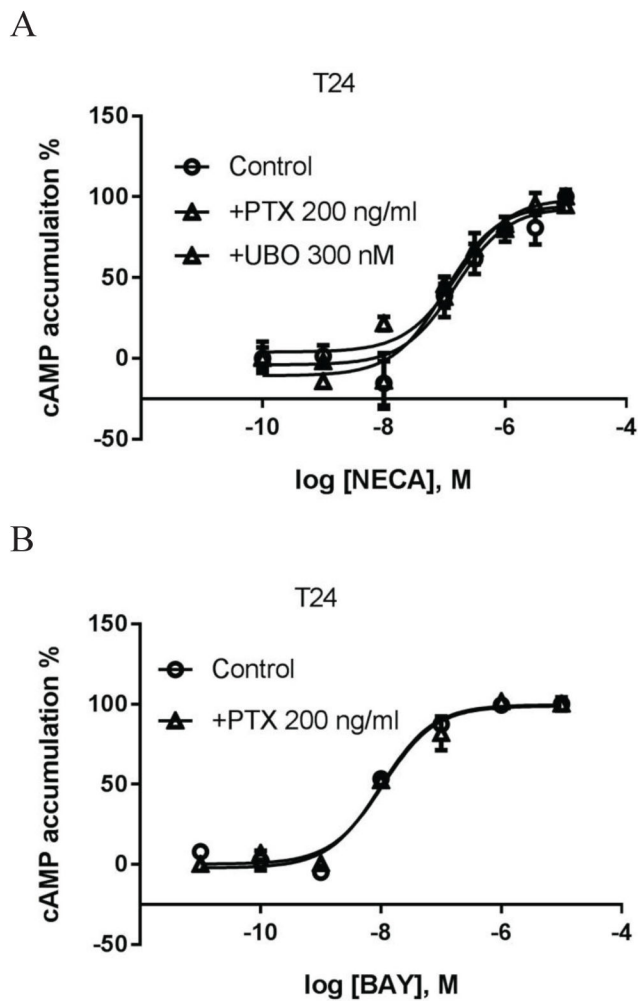 A
T24
150
100
50
0
-50
Control
+PTX 200 ng/ml
+UBO 300 nM
cAMP accumulaiton %
-10
-8
-6
-4
log [NECA], M
B
T24
150
100
50
0
-50
Control
+PTX 200 ng/ml
cAMP accumulation %
-10
-8
-6
-4
log [BAY], M